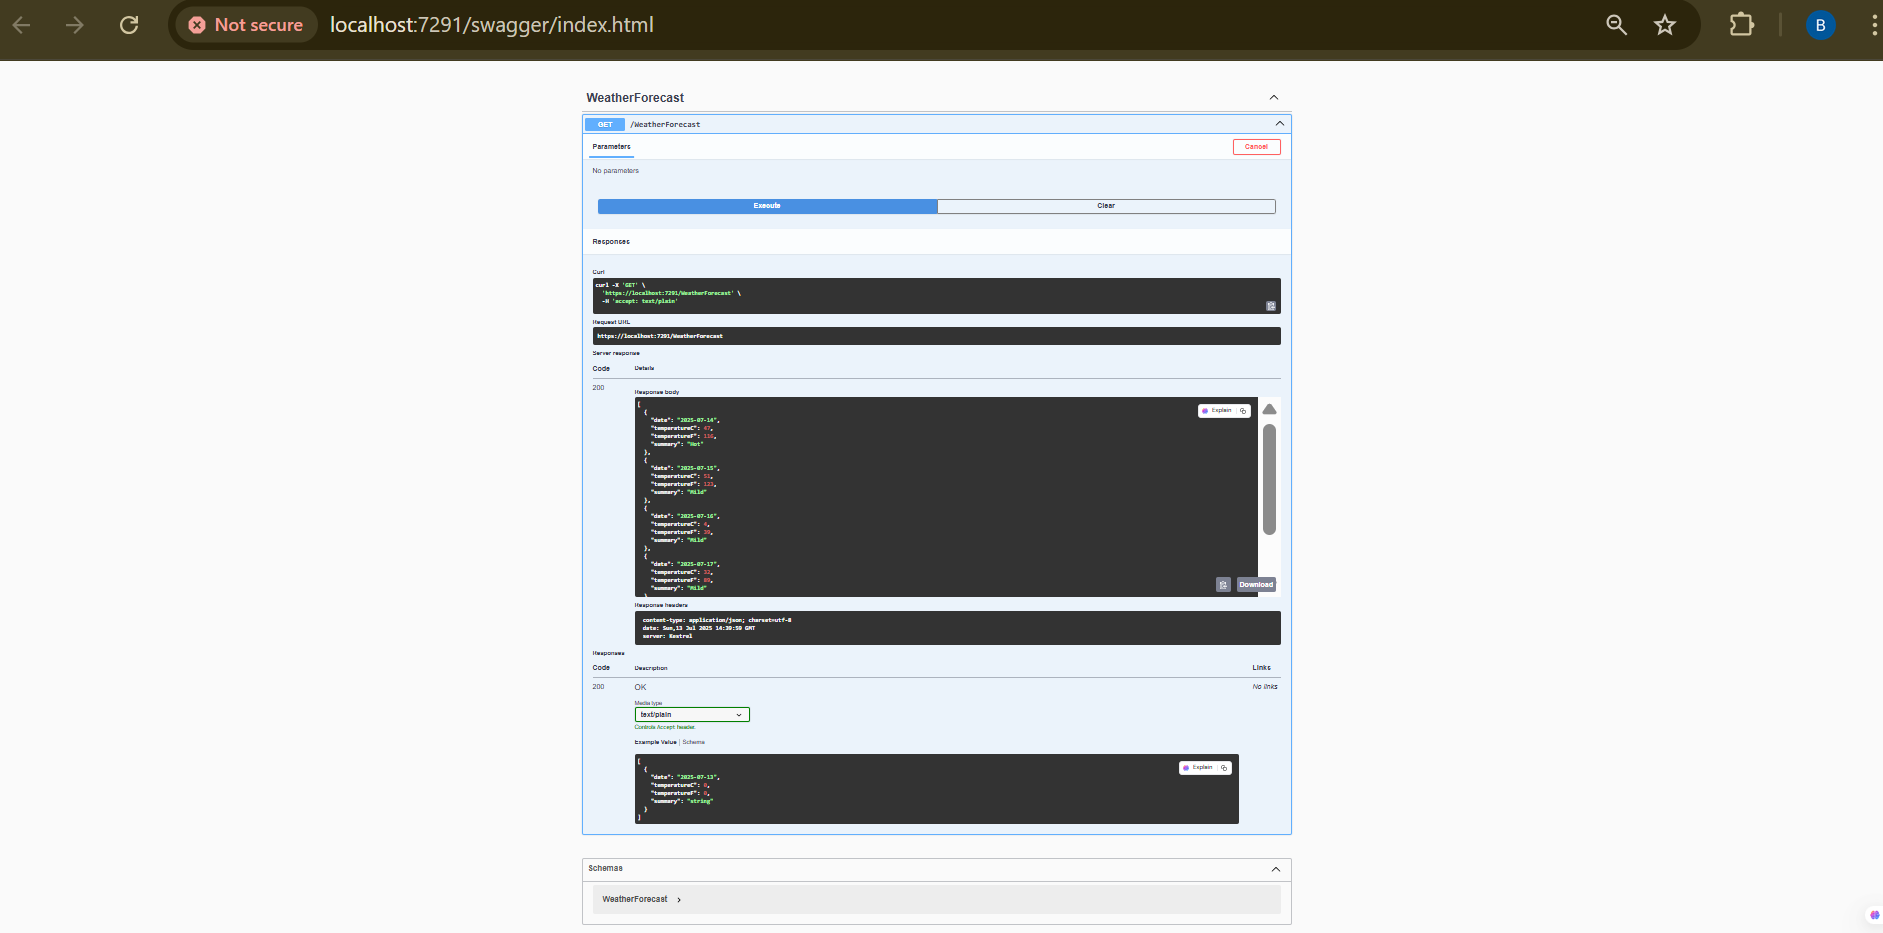 Not secure
localhost:7291/swagger/index.html
B
WeatherForecast
GET /WeatherForecast
Parameters
Cancel
No parameters
Execute
Clear
Responses
Curl
curl -X 'GET' \
'https://localhost:7291/WeatherForecast' \
-H 'accept: text/plain'
Request URL
https://localhost:7291/WeatherForecast
Server response
Code Details
200
Response body
Explain
[
{
"date": "2025-07-14",
"temperatureC": 47,
"temperatureF": 116,
"summary": "Hot"
},
{
"date": "2025-07-15",
"temperatureC": 51,
"temperatureF": 123,
"summary": "Mild"
},
{
"date": "2025-07-16",
"temperatureC": 4,
"temperatureF": 39,
"summary": "Mild"
},
{
"date": "2025-07-17",
"temperatureC": 32,
"temperatureF": 89,
"summary": "Mild"
}
Download
Response headers
content-type: application/json; charset=utf-8
date: Sun,13 Jul 2025 14:39:59 GMT
server: Kestrel
Responses
Code Description Links
200 OK No links
Media type
text/plain
Controls Accept header.
Example Value | Schema
Explain
[
{
"date": "2025-07-13",
"temperatureC": 0,
"temperatureF": 0,
"summary": "string"
}
]
Schemas
WeatherForecast